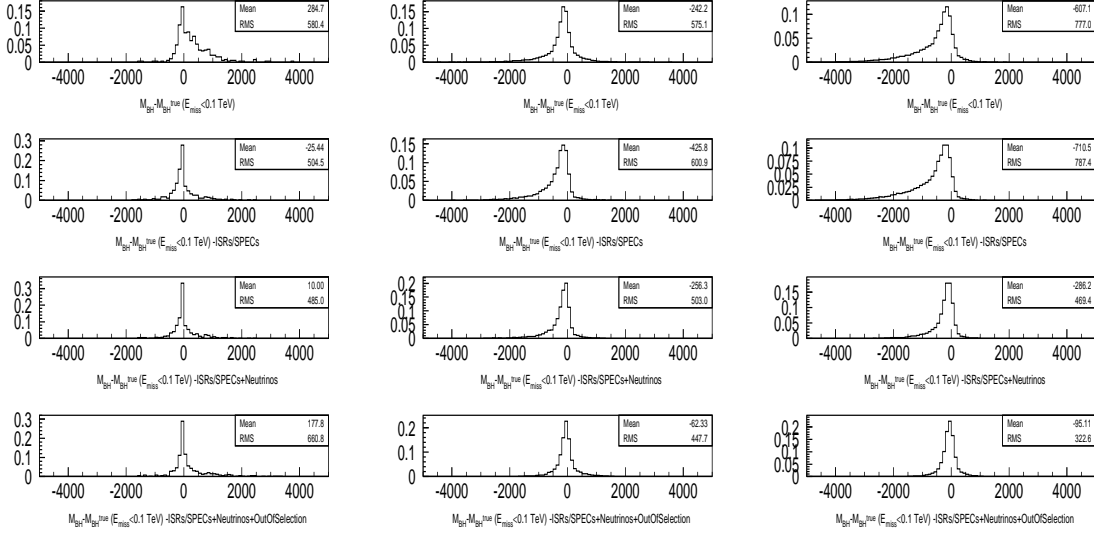 0.15
0.1
0.05
0
Mean 284.7
RMS 580.4
-4000 -2000 0 2000 4000
M_BH-M_BH^true (E_miss<0.1 TeV)
0.15
0.1
0.05
0
Mean -242.2
RMS 575.1
-4000 -2000 0 2000 4000
M_BH-M_BH^true (E_miss<0.1 TeV)
0.1
0.05
0
Mean -607.1
RMS 777.0
-4000 -2000 0 2000 4000
M_BH-M_BH^true (E_miss<0.1 TeV)
0.3
0.2
0.1
0
Mean -25.44
RMS 504.5
-4000 -2000 0 2000 4000
M_BH-M_BH^true (E_miss<0.1 TeV) -ISRs/SPECs
0.15
0.1
0.05
0
Mean -425.8
RMS 600.9
-4000 -2000 0 2000 4000
M_BH-M_BH^true (E_miss<0.1 TeV) -ISRs/SPECs
0.1
0.075
0.05
0.025
0
Mean -710.5
RMS 787.4
-4000 -2000 0 2000 4000
M_BH-M_BH^true (E_miss<0.1 TeV) -ISRs/SPECs
0.3
0.2
0.1
0
Mean 10.00
RMS 485.0
-4000 -2000 0 2000 4000
M_BH-M_BH^true (E_miss<0.1 TeV) -ISRs/SPECs+Neutrinos
0.2
0.15
0.1
0.05
0
Mean -256.3
RMS 503.0
-4000 -2000 0 2000 4000
M_BH-M_BH^true (E_miss<0.1 TeV) -ISRs/SPECs+Neutrinos
0.15
0.1
0.05
0
Mean -286.2
RMS 469.4
-4000 -2000 0 2000 4000
M_BH-M_BH^true (E_miss<0.1 TeV) -ISRs/SPECs+Neutrinos
0.3
0.2
0.1
0
Mean 177.8
RMS 660.8
-4000 -2000 0 2000 4000
M_BH-M_BH^true (E_miss<0.1 TeV) -ISRs/SPECs+Neutrinos+OutOfSelection
0.2
0.1
0
Mean -62.33
RMS 447.7
-4000 -2000 0 2000 4000
M_BH-M_BH^true (E_miss<0.1 TeV) -ISRs/SPECs+Neutrinos+OutOfSelection
0.2
0.15
0.1
0.05
0
Mean -95.11
RMS 322.6
-4000 -2000 0 2000 4000
M_BH-M_BH^true (E_miss<0.1 TeV) -ISRs/SPECs+Neutrinos+OutOfSelection